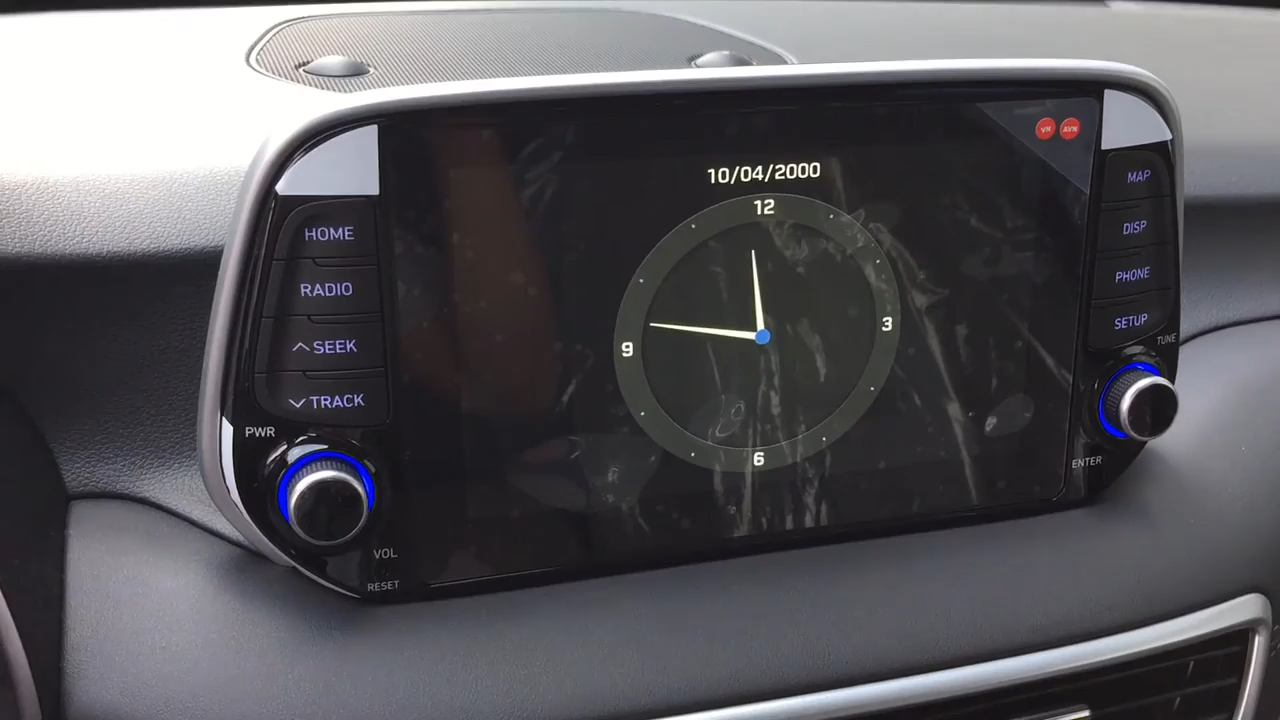 10/04/2000
12
3
6
9
HOME
RADIO
SEEK
TRACK
PWR
VOL
RESET
AVN
MAP
DISP
PHONE
SETUP
TUNE
ENTER